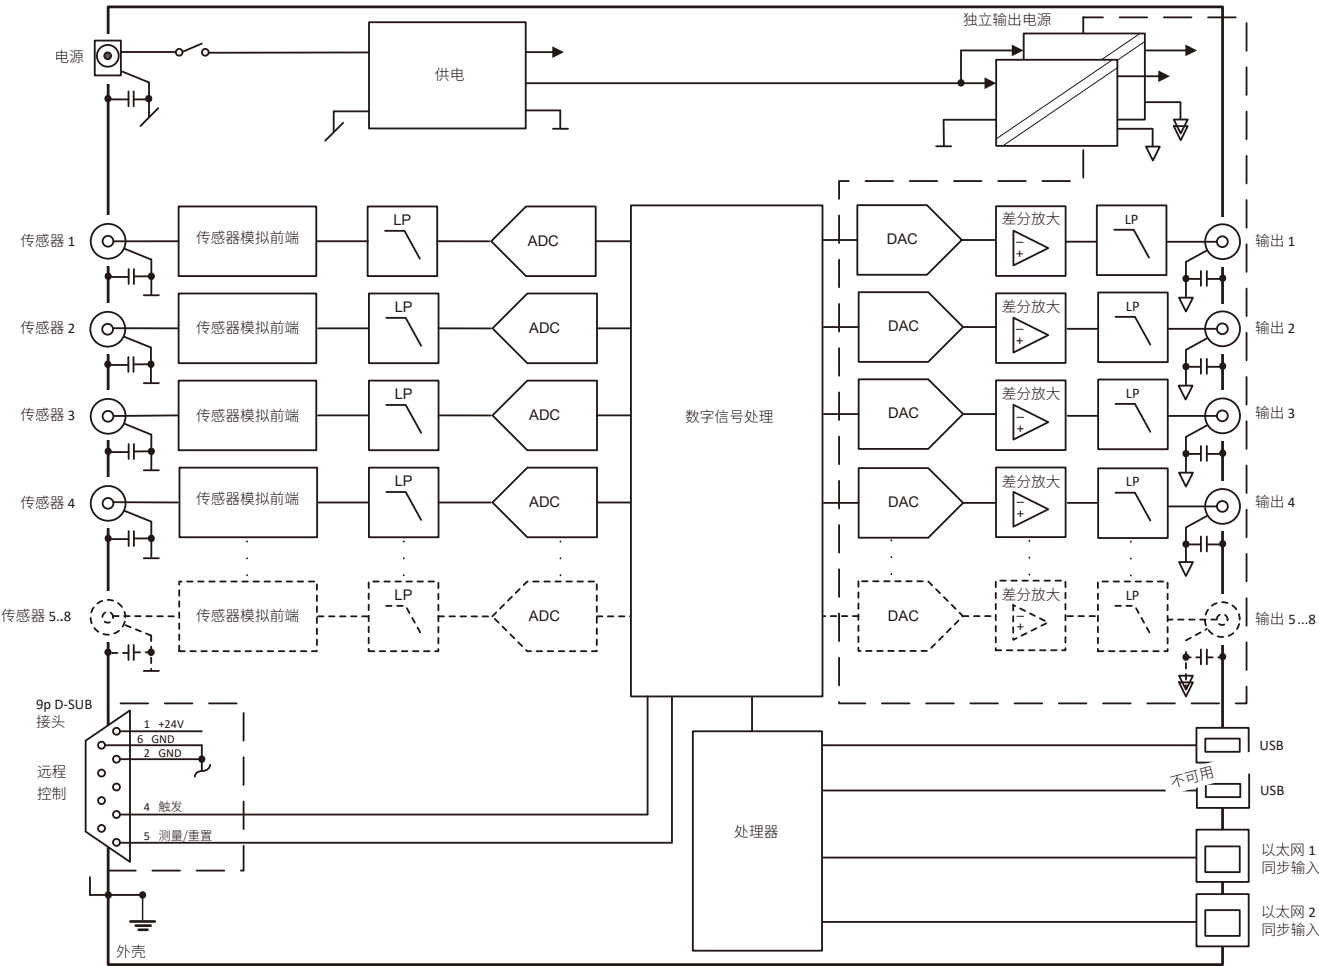 独立输出电源
电源
供电
传感器 1
传感器模拟前端
LP
ADC
DAC
差分放大
−
+
LP
输出 1
传感器 2
传感器模拟前端
LP
ADC
DAC
差分放大
−
+
LP
输出 2
传感器 3
传感器模拟前端
LP
ADC
数字信号处理
DAC
差分放大
−
+
LP
输出 3
传感器 4
传感器模拟前端
LP
ADC
DAC
差分放大
−
+
LP
输出 4
传感器 5..8
传感器模拟前端
LP
ADC
DAC
差分放大
−
+
LP
输出 5...8
9p D-SUB
接头
1 +24V
6 GND
2 GND
远程
控制
4 触发
5 测量/重置
外壳
处理器
USB
不可用
USB
以太网 1
同步输入
以太网 2
同步输入